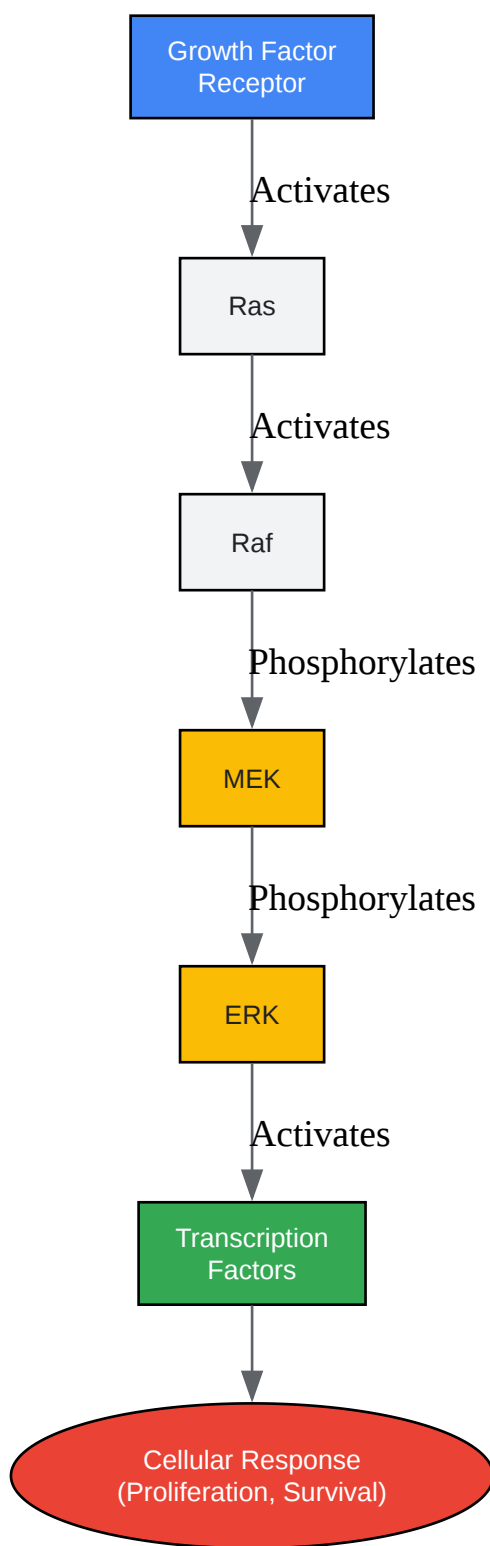 Growth Factor
Receptor
Activates
Ras
Activates
Raf
Phosphorylates
MEK
Phosphorylates
ERK
Activates
Transcription
Factors
Cellular Response
(Proliferation, Survival)